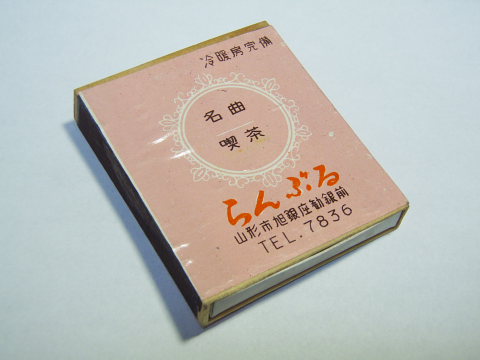 冷暖房完備
名曲
喫茶
らんぶる
山形市旭銀座勧銀前
TEL.7836